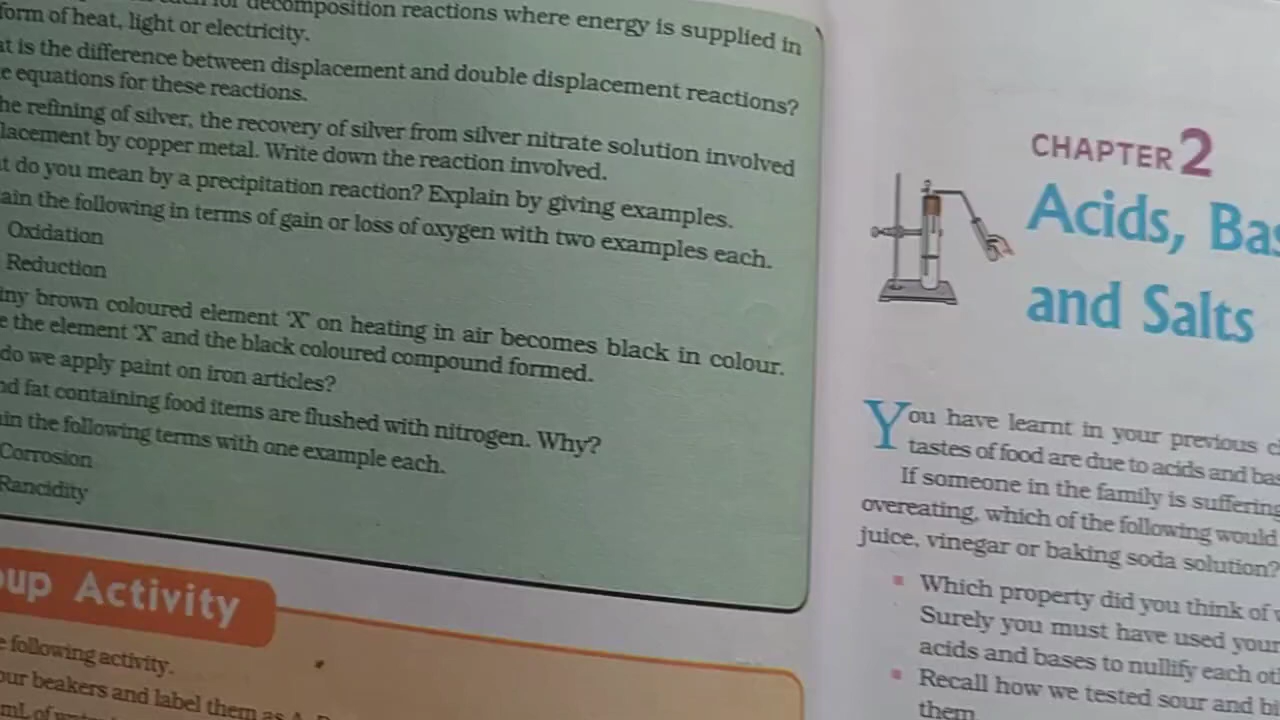 for decomposition reactions where energy is supplied in
form of heat, light or electricity.
is the difference between displacement and double displacement reactions?
equations for these reactions.
he refining of silver, the recovery of silver from silver nitrate solution involved
lacement by copper metal. Write down the reaction involved.
do you mean by a precipitation reaction? Explain by giving examples.
ain the following in terms of gain or loss of oxygen with two examples each.
Oxidation
Reduction
iny brown coloured element 'X' on heating in air becomes black in colour.
e the element 'X' and the black coloured compound formed.
do we apply paint on iron articles?
nd fat containing food items are flushed with nitrogen. Why?
ain the following terms with one example each.
Corrosion
Rancidity
oup Activity
e following activity.
our beakers and label them as A,
mL of
CHAPTER 2
Acids, Bas
and Salts
You have learnt in your previous
tastes of food are due to acids and bas
If someone in the family is suffering
overeating, which of the following would
juice, vinegar or baking soda solution?
Which property did you think of
Surely you must have used your
acids and bases to nullify each ot
Recall how we tested sour and bi
them